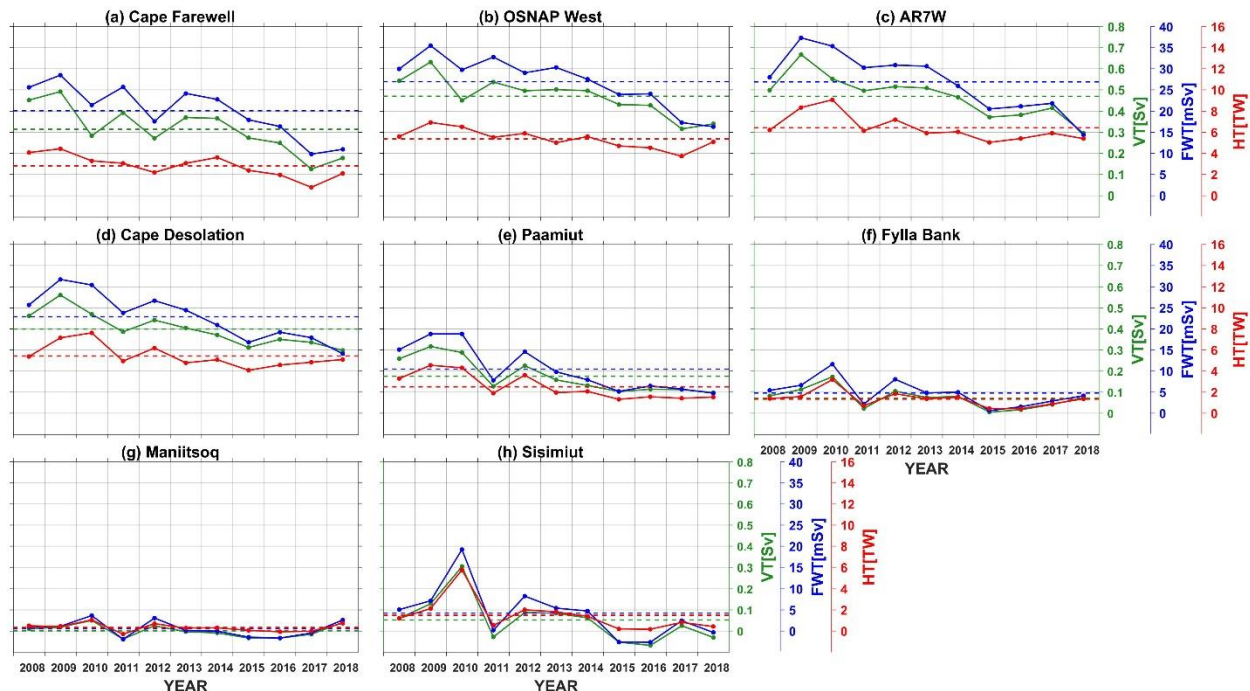 (a) Cape Farewell
(b) OSNAP West
(c) AR7W
0.8 40 16
0.7 35 14
0.6 30 12
0.5 25 10
0.4 20 8
0.3 15 6
0.2 10 4
0.1 5 2
0 0 0
VT[Sv]
FWT[mSv]
HT[TW]
(d) Cape Desolation
(e) Paamiut
(f) Fylla Bank
0.8 40 16
0.7 35 14
0.6 30 12
0.5 25 10
0.4 20 8
0.3 15 6
0.2 10 4
0.1 5 2
0 0 0
VT[Sv]
FWT[mSv]
HT[TW]
2008 2009 2010 2011 2012 2013 2014 2015 2016 2017 2018
YEAR
(g) Maniitsoq
(h) Sisimiut
0.8 40 16
0.7 35 14
0.6 30 12
0.5 25 10
0.4 20 8
0.3 15 6
0.2 10 4
0.1 5 2
0 0 0
VT[Sv]
FWT[mSv]
HT[TW]
2008 2009 2010 2011 2012 2013 2014 2015 2016 2017 2018
YEAR
2008 2009 2010 2011 2012 2013 2014 2015 2016 2017 2018
YEAR